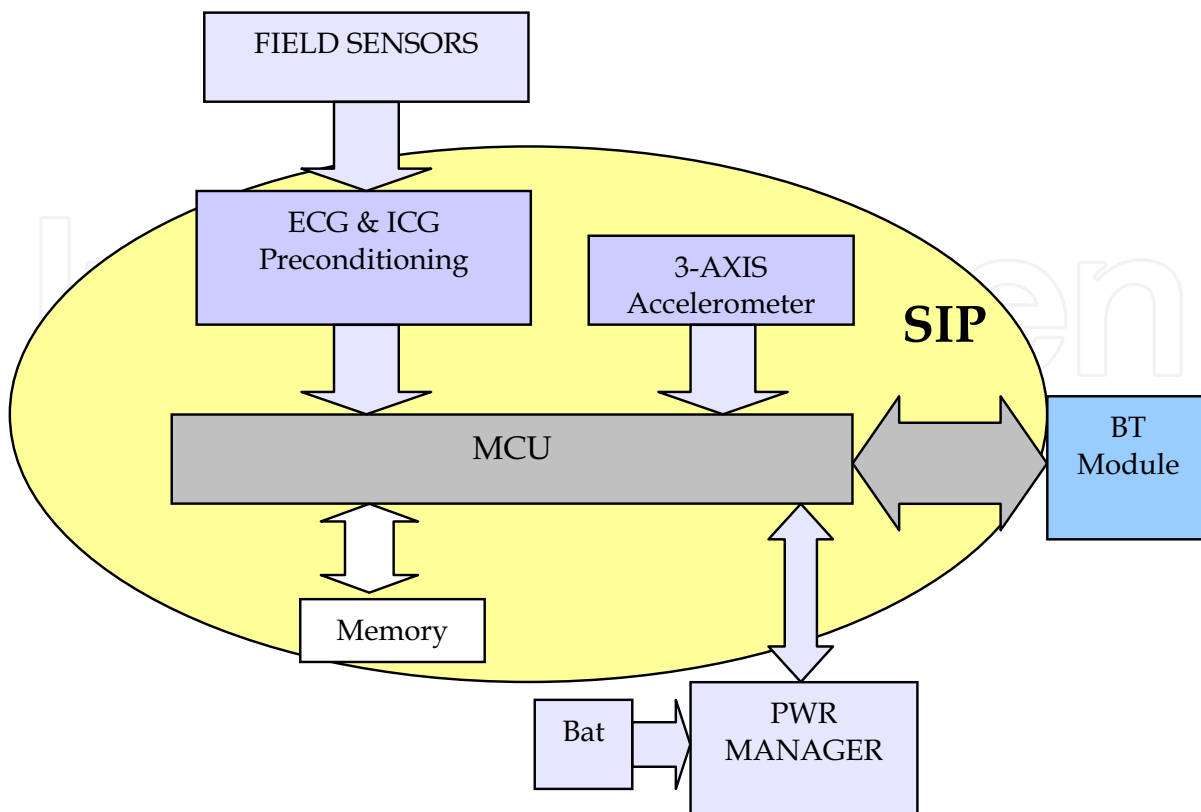 FIELD SENSORS
ECG & ICG
Preconditioning
3-AXIS
Accelerometer
SIP
MCU
BT
Module
Memory
Bat
PWR
MANAGER